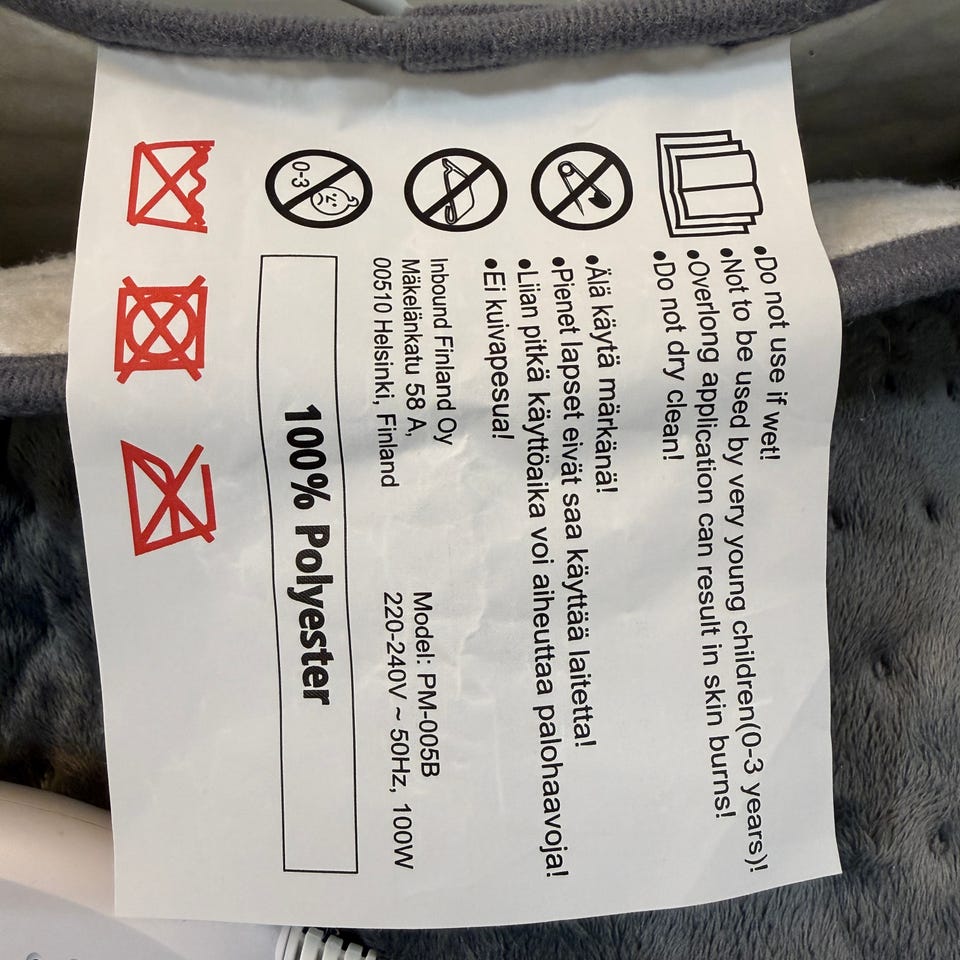 •Do not use if wet!
•Not to be used by very young children(0-3 years)!
•Overlong application can result in skin burns!
•Do not dry clean!
•Älä käytä märkänä!
•Pienet lapset eivät saa käyttää laitetta!
•Liian pitkä käyttöaika voi aiheuttaa palohaavoja!
•Ei kuivapesua!
Inbound Finland Oy
Mäkelänkatu 58 A,
00510 Helsinki, Finland
Model: PM-005B
220-240V ~ 50Hz, 100W
0-3
100% Polyester